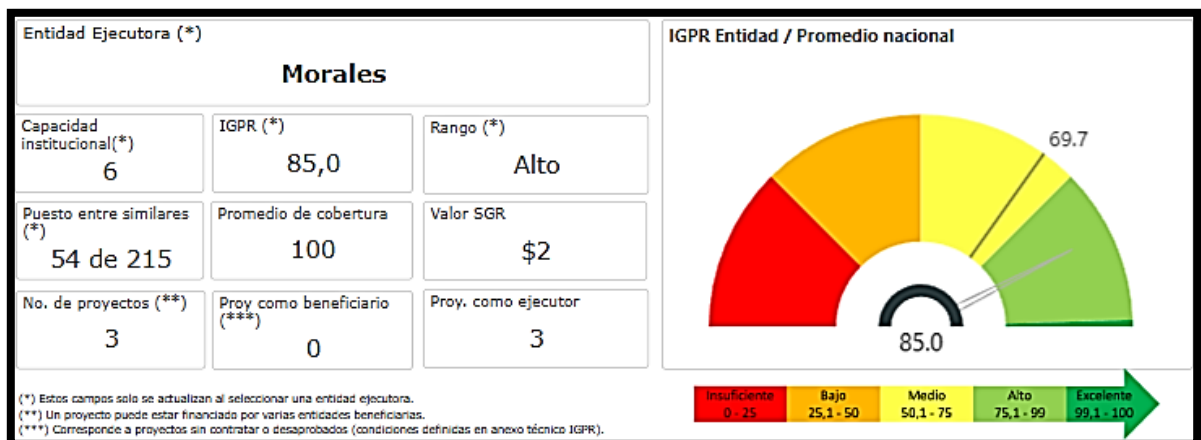 Entidad Ejecutora (*)
Morales
Capacidad
institucional(*)
6
IGPR (*)
85,0
Rango (*)
Alto
Puesto entre similares
(*)
54 de 215
Promedio de cobertura
100
Valor SGR
$2
No. de proyectos (**)
3
Proy como beneficiario
(***)
0
Proy. como ejecutor
3
(*) Estos campos solo se actualizan al seleccionar una entidad ejecutora.
(**) Un proyecto puede estar financiado por varias entidades beneficiarias.
(***) Corresponde a proyectos sin contratar o desaprobados (condiciones definidas en anexo técnico IGPR).
IGPR Entidad / Promedio nacional
69.7
85.0
Insuficiente
0 - 25
Bajo
25,1 - 50
Medio
50,1 - 75
Alto
75,1 - 99
Excelente
99,1 - 100